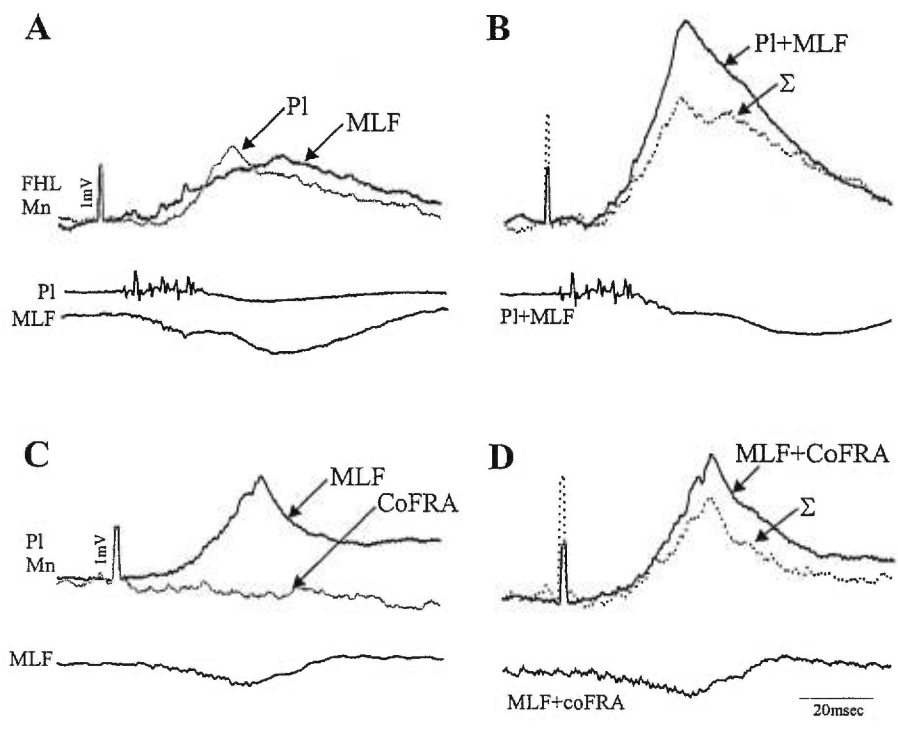 A
Pl
MLF
FHL
Mn
1mV
Pl
MLF
B
Pl+MLF
Σ
Pl+MLF
C
MLF
CoFRA
Pl
Mn
1mV
MLF
D
MLF+CoFRA
Σ
MLF+coFRA
20msec